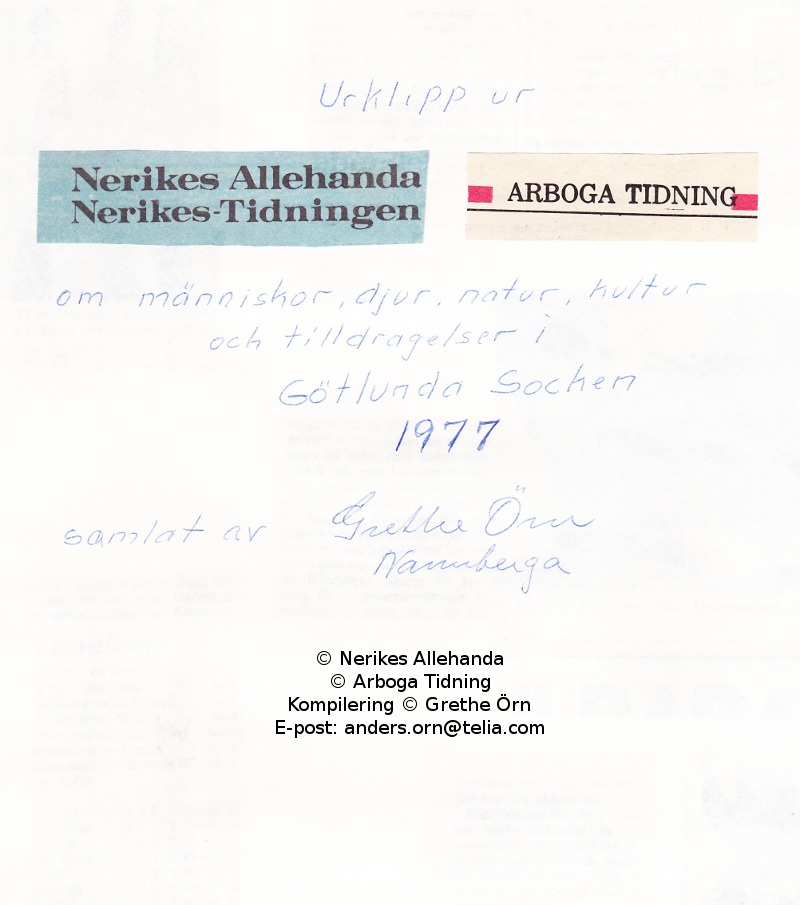 Urklipp ur
Nerikes Allehanda
Nerikes-Tidningen
ARBOGA TIDNING
om människor, djur, natur, kultur
och tilldragelser i
Götlunda Socken
1977
samlat av Grethe Örn
Nannberga
© Nerikes Allehanda
© Arboga Tidning
Kompilering © Grethe Örn
E-post: anders.orn@telia.com